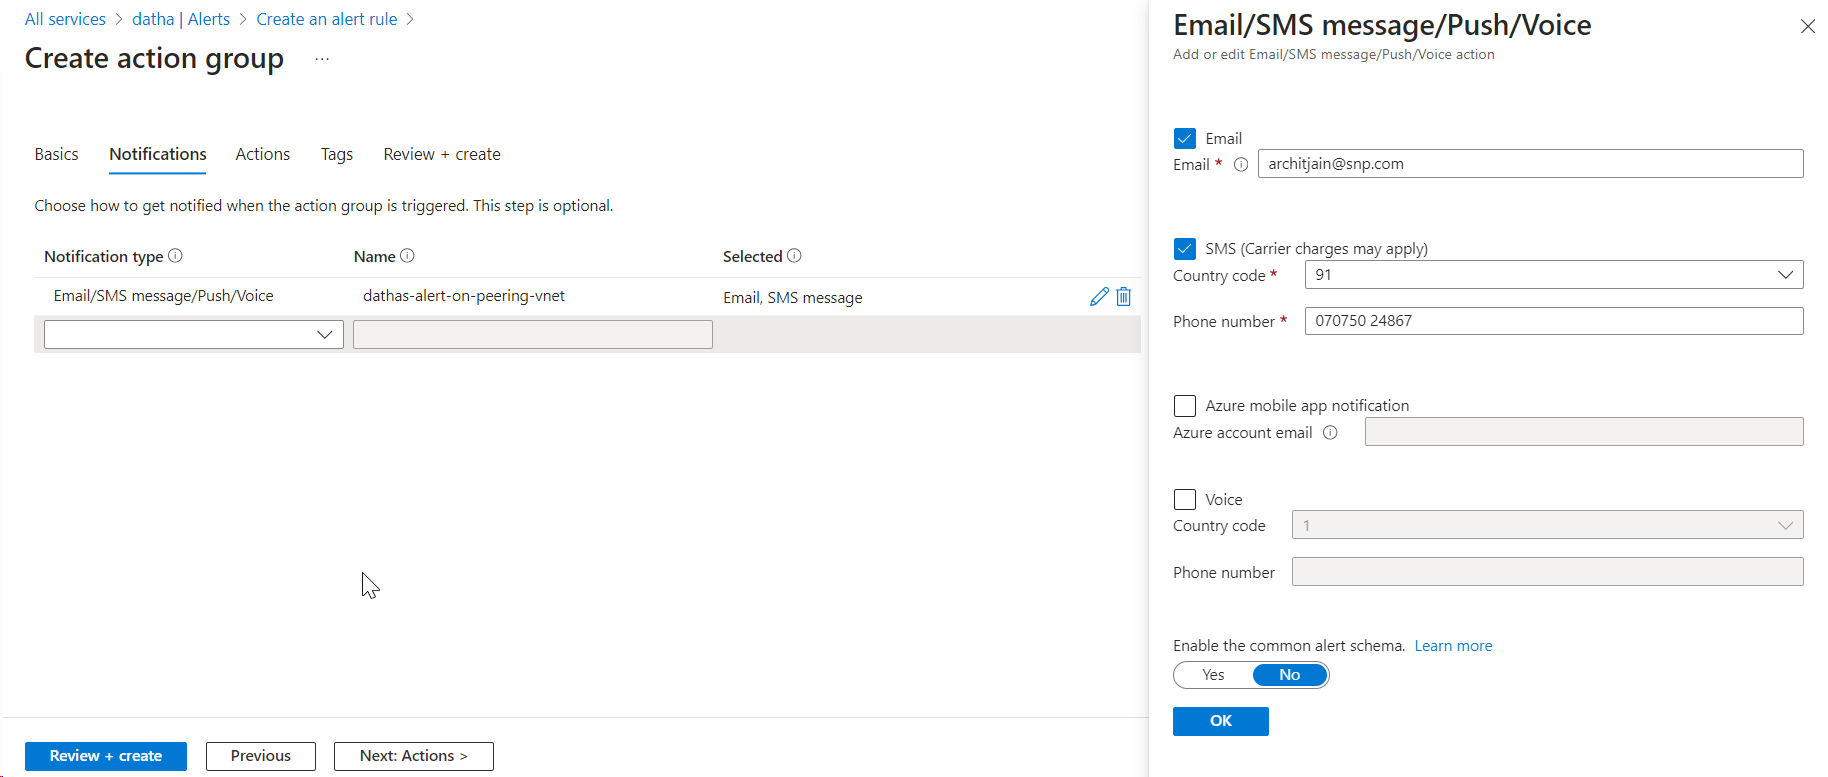 All services > datha | Alerts > Create an alert rule >
Create action group ...
Basics Notifications Actions Tags Review + create
Choose how to get notified when the action group is triggered. This step is optional.
Notification type Name Selected
Email/SMS message/Push/Voice dathas-alert-on-peering-vnet Email, SMS message
Review + create Previous Next: Actions >
Email/SMS message/Push/Voice
Add or edit Email/SMS message/Push/Voice action
Email
Email * architjain@snp.com
SMS (Carrier charges may apply)
Country code * 91
Phone number * 070750 24867
Azure mobile app notification
Azure account email
Voice
Country code 1
Phone number
Enable the common alert schema. Learn more
Yes No
OK